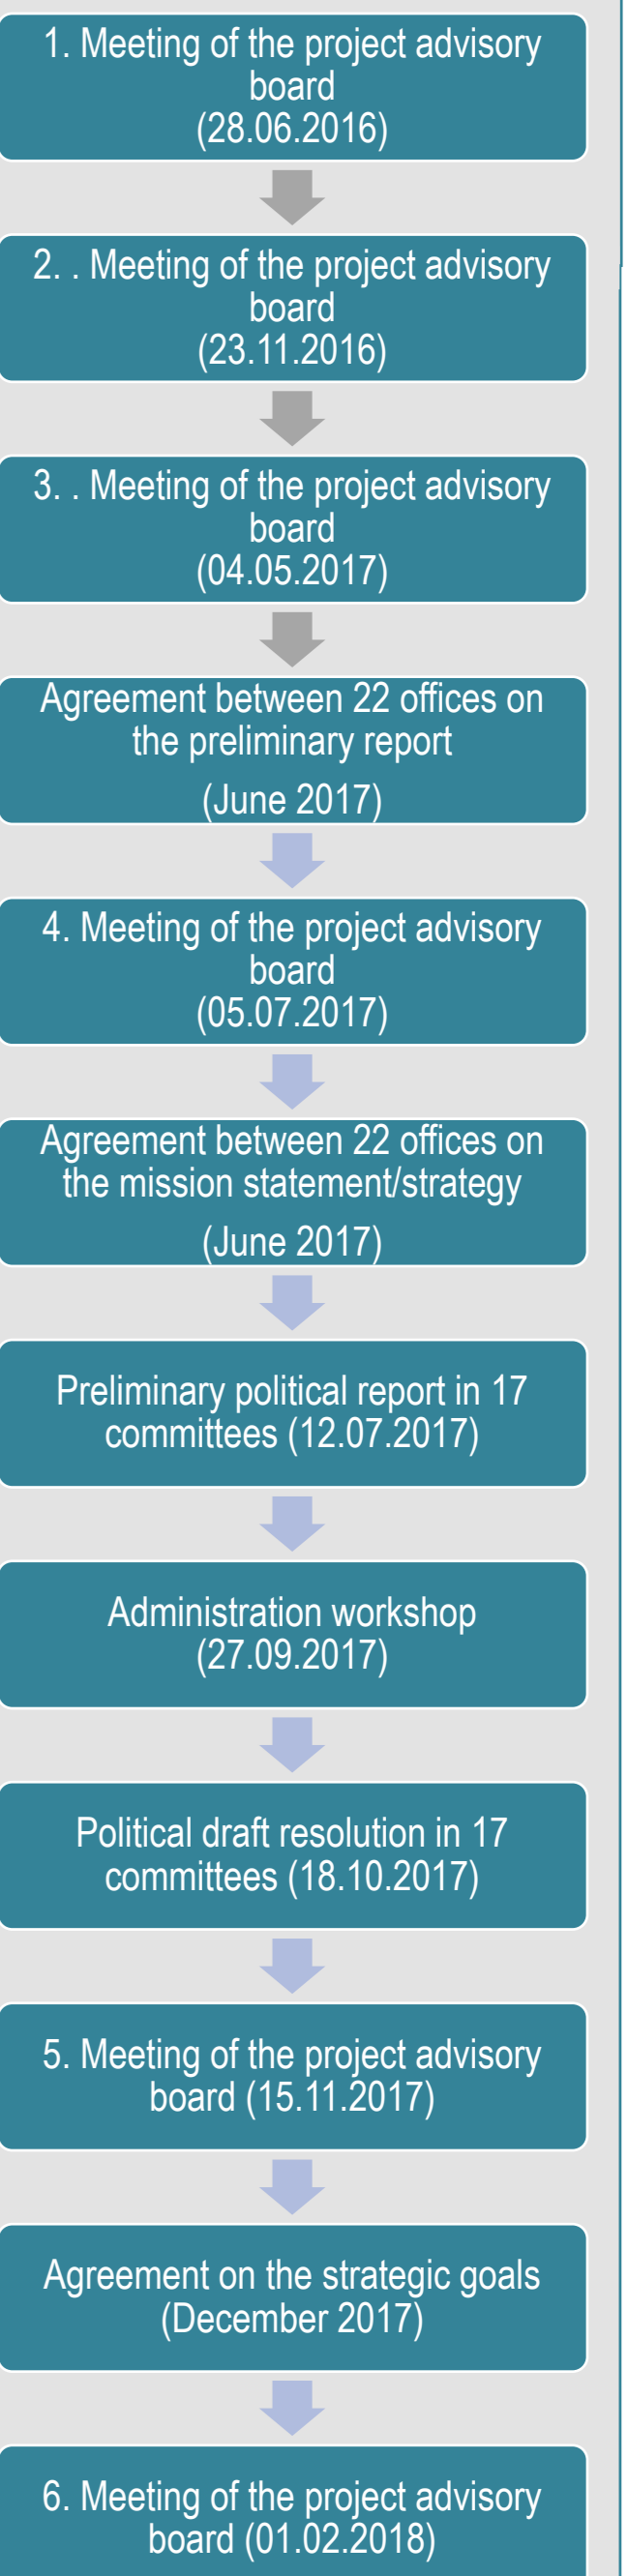 1. Meeting of the project advisory
board
(28.06.2016)
2. . Meeting of the project advisory
board
(23.11.2016)
3. . Meeting of the project advisory
board
(04.05.2017)
Agreement between 22 offices on
the preliminary report
(June 2017)
4. Meeting of the project advisory
board
(05.07.2017)
Agreement between 22 offices on
the mission statement/strategy
(June 2017)
Preliminary political report in 17
committees (12.07.2017)
Administration workshop
(27.09.2017)
Political draft resolution in 17
committees (18.10.2017)
5. Meeting of the project advisory
board (15.11.2017)
Agreement on the strategic goals
(December 2017)
6. Meeting of the project advisory
board (01.02.2018)